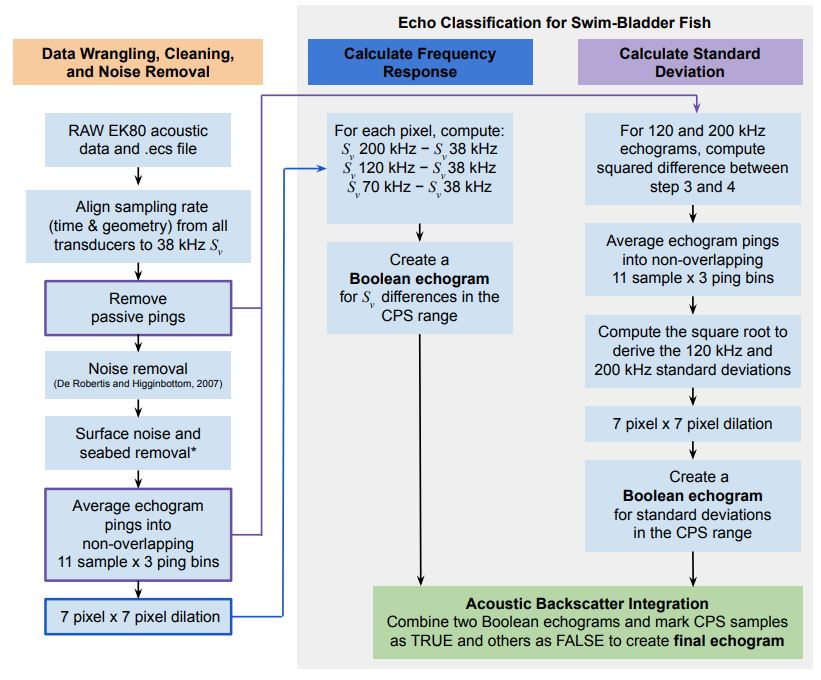 Echo Classification for Swim-Bladder Fish
Data Wrangling, Cleaning,
and Noise Removal
RAW EK80 acoustic
data and .ecs file
Align sampling rate
(time & geometry) from all
transducers to 38 kHz Sv
Remove
passive pings
Noise removal
(De Robertis and Higginbottom, 2007)
Surface noise and
seabed removal*
Average echogram
pings into
non-overlapping
11 sample x 3 ping bins
7 pixel x 7 pixel dilation
Calculate Frequency
Response
For each pixel, compute:
Sv 200 kHz − Sv 38 kHz
Sv 120 kHz − Sv 38 kHz
Sv 70 kHz − Sv 38 kHz
Create a
Boolean echogram
for Sv differences in the
CPS range
Calculate Standard
Deviation
For 120 and 200 kHz
echograms, compute
squared difference between
step 3 and 4
Average echogram pings
into non-overlapping
11 sample x 3 ping bins
Compute the square root to
derive the 120 kHz and
200 kHz standard deviations
7 pixel x 7 pixel dilation
Create a
Boolean echogram
for standard deviations
in the CPS range
Acoustic Backscatter Integration
Combine two Boolean echograms and mark CPS samples
as TRUE and others as FALSE to create final echogram